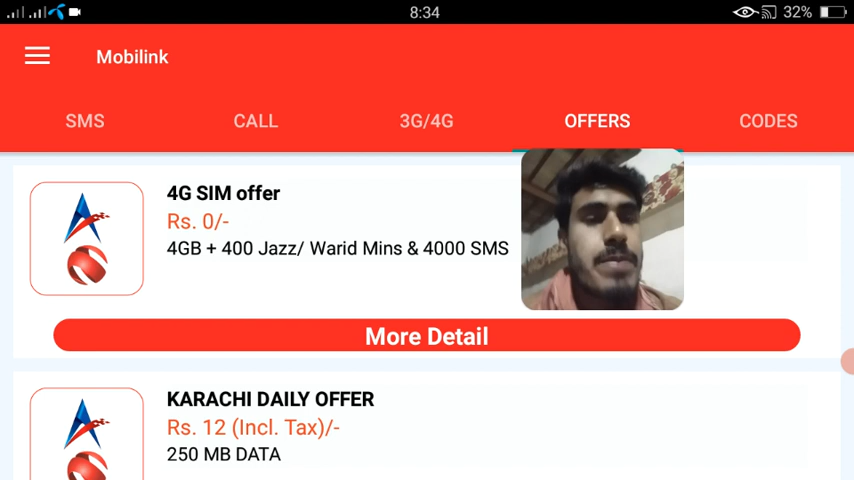 8:34
32%
Mobilink
SMS CALL 3G/4G OFFERS CODES
4G SIM offer
Rs. 0/-
4GB + 400 Jazz/ Warid Mins & 4000 SMS
More Detail
KARACHI DAILY OFFER
Rs. 12 (Incl. Tax)/-
250 MB DATA